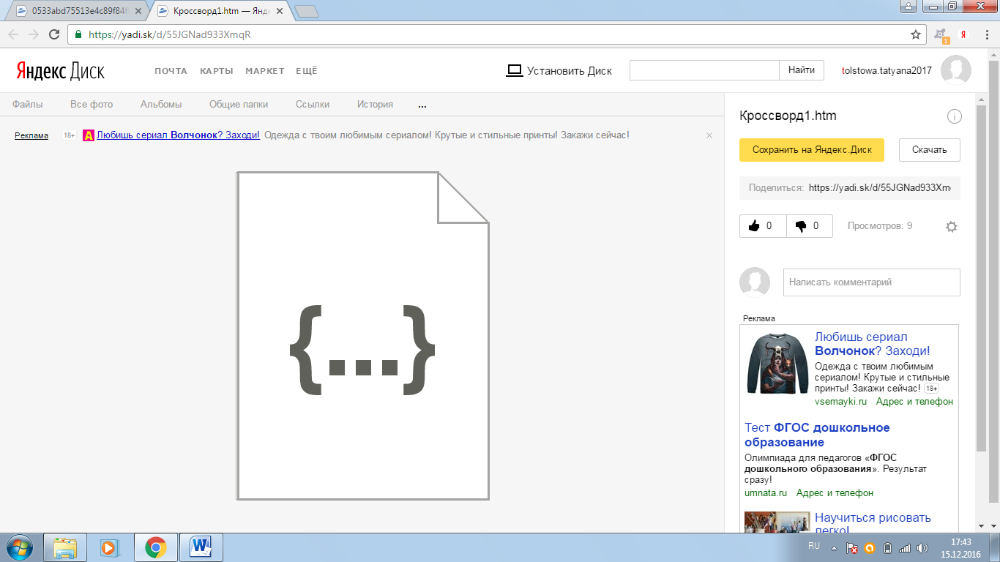 0533abd75513e4c89f84f
Кроссворд1.htm — Янде
https://yadi.sk/d/55JGNad933XmqR
Я
1
Яндекс Диск
ПОЧТА КАРТЫ МАРКЕТ ЕЩЁ
Установить Диск
Найти
tolstowa.tatyana2017
Файлы Все фото Альбомы Общие папки Ссылки История ...
Реклама 18+ Любишь сериал Волчонок? Заходи! Одежда с твоим любимым сериалом! Крутые и стильные принты! Закажи сейчас!
{...}
Кроссворд1.htm
Сохранить на Яндекс.Диск
Скачать
Поделиться: https://yadi.sk/d/55JGNad933Xm
0 0 Просмотров: 9
Написать комментарий
Реклама
Любишь сериал
Волчонок? Заходи!
Одежда с твоим любимым
сериалом! Крутые и стильные
принты! Закажи сейчас! 18+
vsemayki.ru Адрес и телефон
Тест ФГОС дошкольное
образование
Олимпиада для педагогов «ФГОС
дошкольного образования». Результат
сразу!
umnata.ru Адрес и телефон
Научиться рисовать
легко!
RU
17:43
15.12.2016